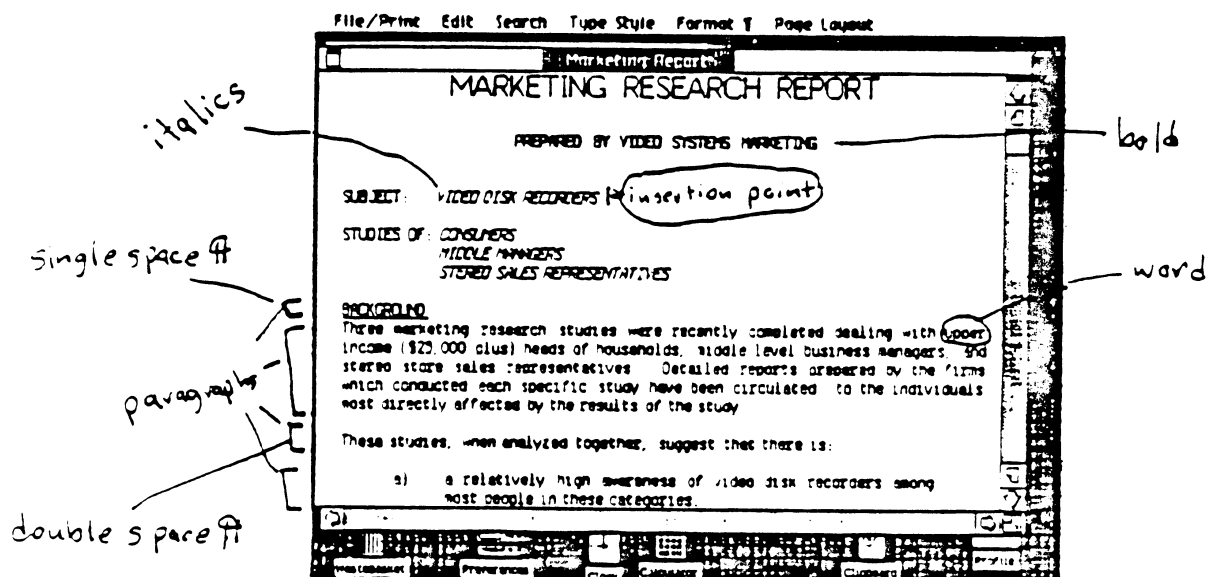 File/Print Edit Search Type Style Format ¶ Page Layout
Marketing Reports
MARKETING RESEARCH REPORT
italics
PREPARED BY VIDEO SYSTEMS MARKETING
bold
SUBJECT: VIDEO DISK RECORDERS insertion point
STUDIES OF: CONSUMERS
MIDDLE MANAGERS
STEREO SALES REPRESENTATIVES
single space ¶
word
BACKGROUND
Three marketing research studies were recently completed dealing with upper
income ($25,000 plus) heads of households, middle level business managers, and
stereo store sales representatives. Detailed reports prepared by the firms
which conducted each specific study have been circulated to the individuals
most directly affected by the results of the study
paragraphs
These studies, when analyzed together, suggest that there is:
a) a relatively high awareness of video disk recorders among
most people in these categories.
double space ¶
Wastebasket Preferences Clock Calculator Clipboard Profile